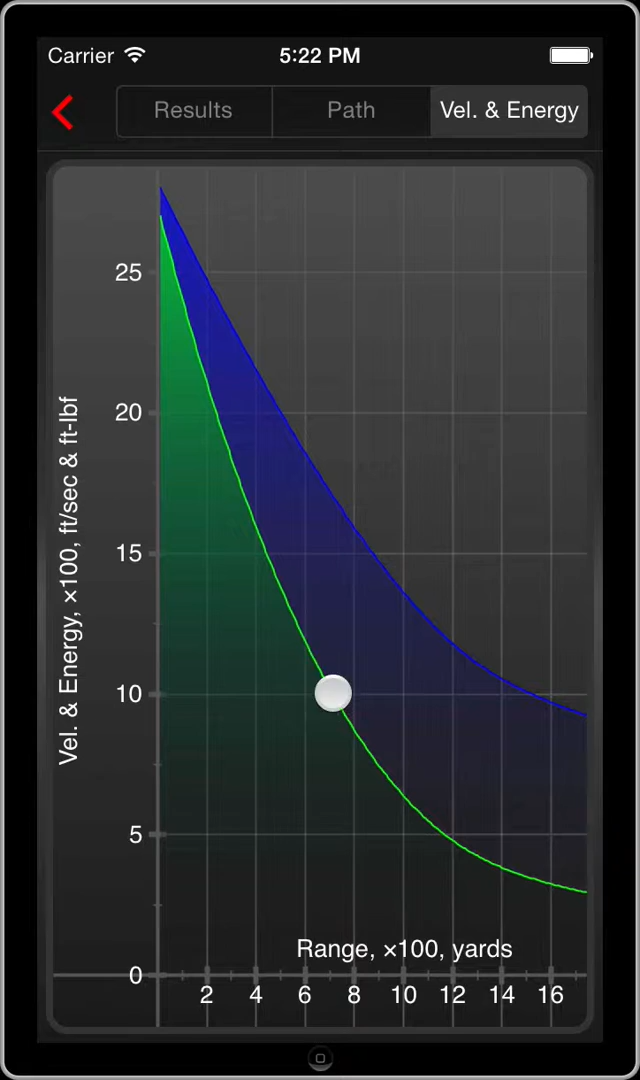 Carrier 5:22 PM
Results Path Vel. & Energy
Vel. & Energy, ×100, ft/sec & ft-lbf
25
20
15
10
5
0
Range, ×100, yards
2 4 6 8 10 12 14 16